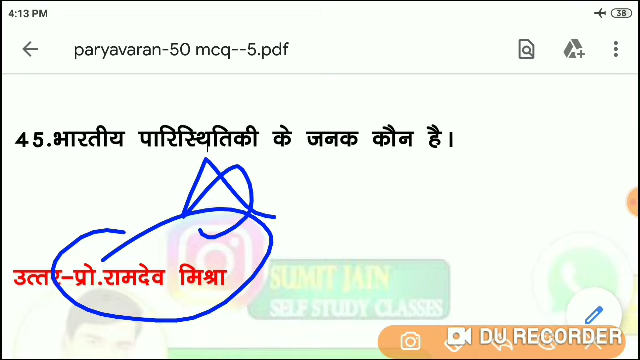 4:13 PM
38
paryavaran-50 mcq--5.pdf
45.भारतीय पारिस्थितिकी के जनक कौन है।
उत्तर-प्रो.रामदेव मिश्रा
SUMIT JAIN
SELF STUDY CLASSES
DU RECORDER